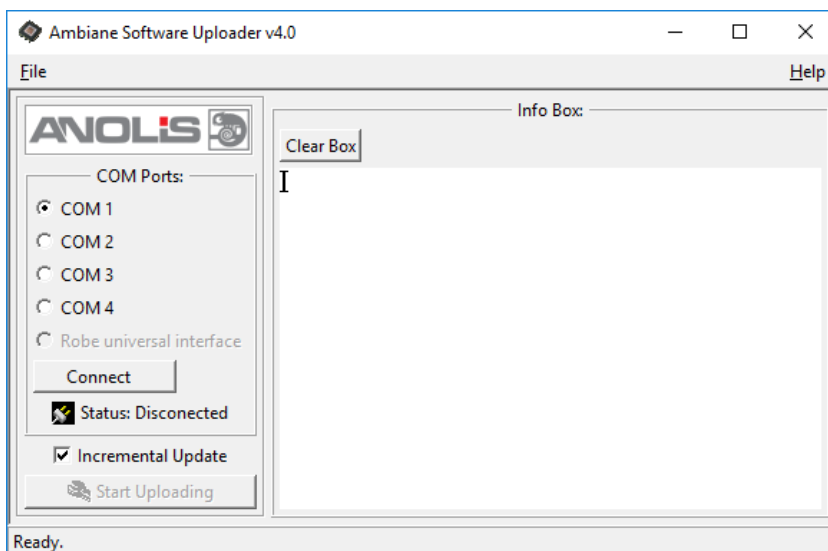 Ambiane Software Uploader v4.0
File Help
ANOLiS
COM Ports:
COM 1
COM 2
COM 3
COM 4
Robe universal interface
Connect
Status: Disconected
Incremental Update
Start Uploading
Info Box:
Clear Box
Ready.